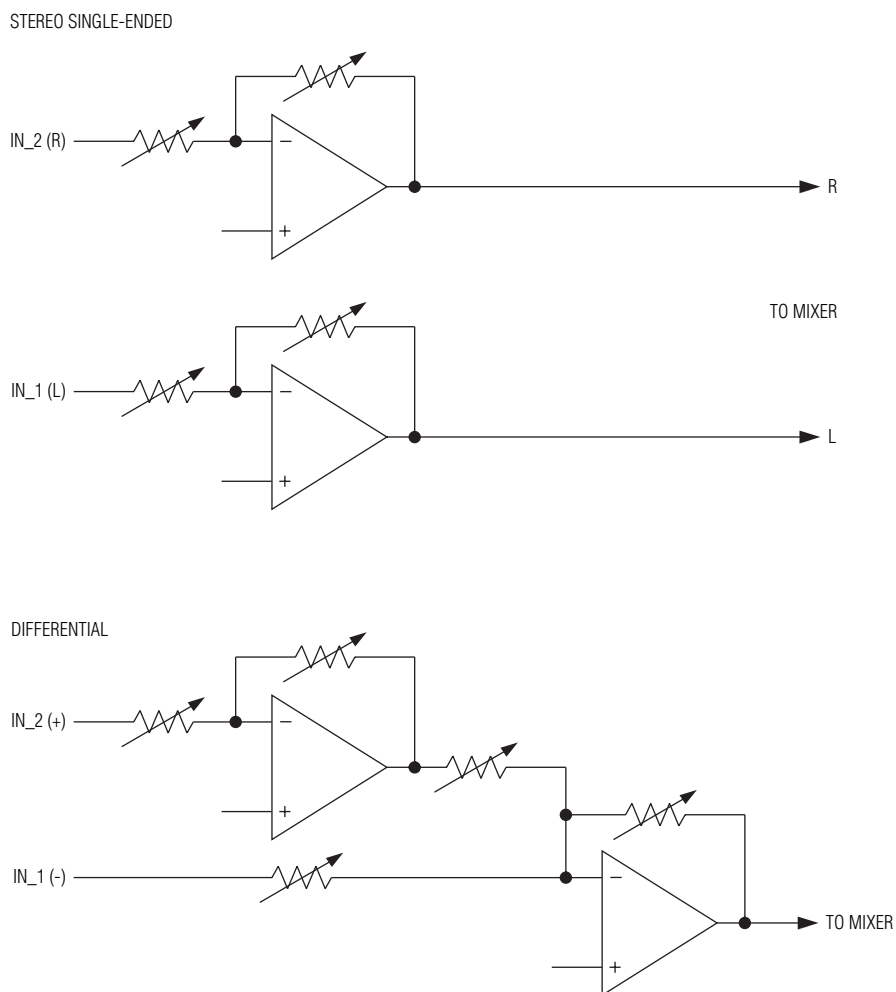 STEREO SINGLE-ENDED
IN_2 (R)
−
+
R
TO MIXER
IN_1 (L)
−
+
L
DIFFERENTIAL
IN_2 (+)
−
+
IN_1 (-)
−
+
TO MIXER